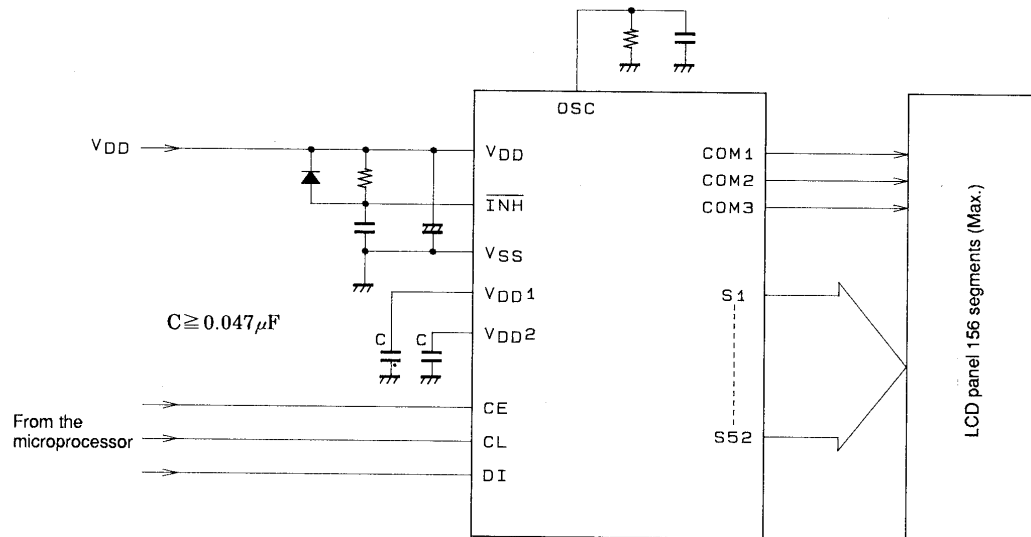 OSC
VDD
VDD
COM1
COM2
INH
COM3
VSS
VDD1
S1
C≧0.047μF
VDD2
C
C
LCD panel 156 segments (Max.)
CE
From the
microprocessor
CL
S52
DI